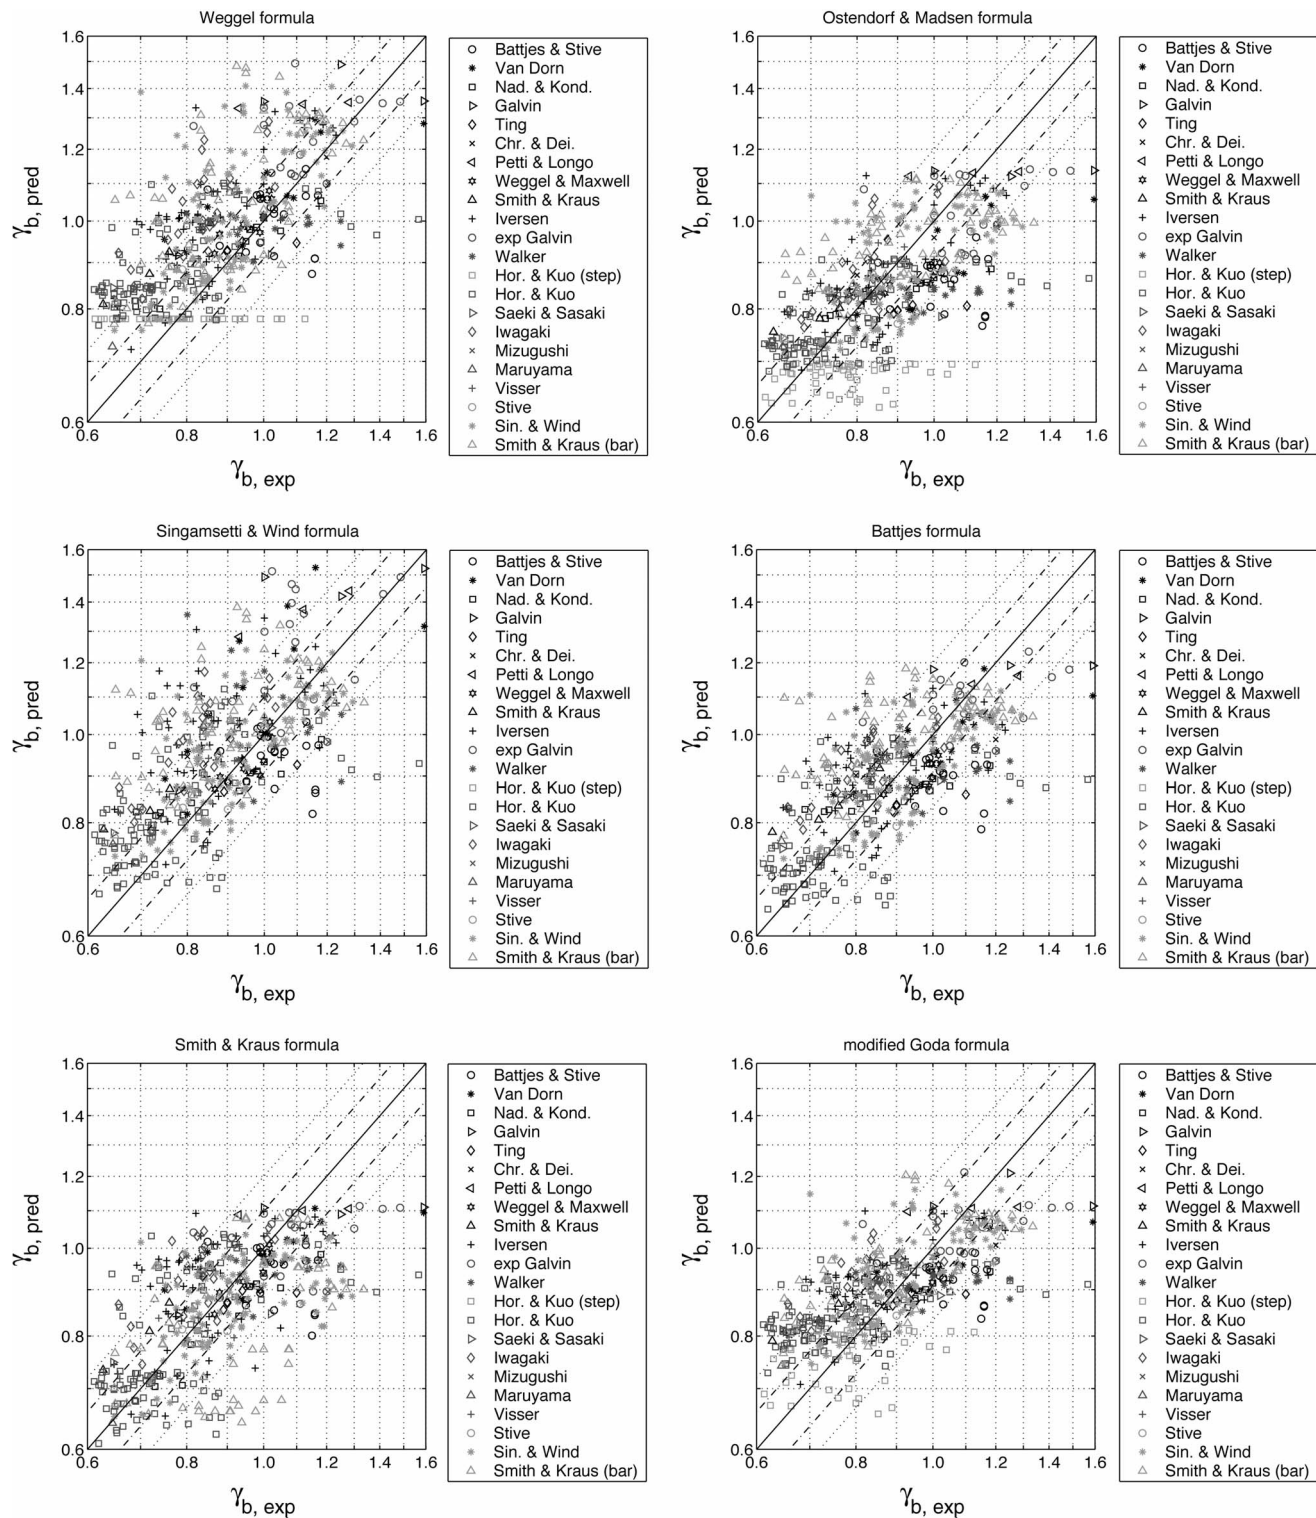 Weggel formula
1.6
1.4
1.2
1.0
0.8
0.6
0.6 0.8 1.0 1.2 1.4 1.6
γb, pred
γb, exp
Battjes & Stive
Van Dorn
Nad. & Kond.
Galvin
Ting
Chr. & Dei.
Petti & Longo
Weggel & Maxwell
Smith & Kraus
Iversen
exp Galvin
Walker
Hor. & Kuo (step)
Hor. & Kuo
Saeki & Sasaki
Iwagaki
Mizugushi
Maruyama
Visser
Stive
Sin. & Wind
Smith & Kraus (bar)
Ostendorf & Madsen formula
1.6
1.4
1.2
1.0
0.8
0.6
0.6 0.8 1.0 1.2 1.4 1.6
γb, pred
γb, exp
Battjes & Stive
Van Dorn
Nad. & Kond.
Galvin
Ting
Chr. & Dei.
Petti & Longo
Weggel & Maxwell
Smith & Kraus
Iversen
exp Galvin
Walker
Hor. & Kuo (step)
Hor. & Kuo
Saeki & Sasaki
Iwagaki
Mizugushi
Maruyama
Visser
Stive
Sin. & Wind
Smith & Kraus (bar)
Singamsetti & Wind formula
1.6
1.4
1.2
1.0
0.8
0.6
0.6 0.8 1.0 1.2 1.4 1.6
γb, pred
γb, exp
Battjes & Stive
Van Dorn
Nad. & Kond.
Galvin
Ting
Chr. & Dei.
Petti & Longo
Weggel & Maxwell
Smith & Kraus
Iversen
exp Galvin
Walker
Hor. & Kuo (step)
Hor. & Kuo
Saeki & Sasaki
Iwagaki
Mizugushi
Maruyama
Visser
Stive
Sin. & Wind
Smith & Kraus (bar)
Battjes formula
1.6
1.4
1.2
1.0
0.8
0.6
0.6 0.8 1.0 1.2 1.4 1.6
γb, pred
γb, exp
Battjes & Stive
Van Dorn
Nad. & Kond.
Galvin
Ting
Chr. & Dei.
Petti & Longo
Weggel & Maxwell
Smith & Kraus
Iversen
exp Galvin
Walker
Hor. & Kuo (step)
Hor. & Kuo
Saeki & Sasaki
Iwagaki
Mizugushi
Maruyama
Visser
Stive
Sin. & Wind
Smith & Kraus (bar)
Smith & Kraus formula
1.6
1.4
1.2
1.0
0.8
0.6
0.6 0.8 1.0 1.2 1.4 1.6
γb, pred
γb, exp
Battjes & Stive
Van Dorn
Nad. & Kond.
Galvin
Ting
Chr. & Dei.
Petti & Longo
Weggel & Maxwell
Smith & Kraus
Iversen
exp Galvin
Walker
Hor. & Kuo (step)
Hor. & Kuo
Saeki & Sasaki
Iwagaki
Mizugushi
Maruyama
Visser
Stive
Sin. & Wind
Smith & Kraus (bar)
modified Goda formula
1.6
1.4
1.2
1.0
0.8
0.6
0.6 0.8 1.0 1.2 1.4 1.6
γb, pred
γb, exp
Battjes & Stive
Van Dorn
Nad. & Kond.
Galvin
Ting
Chr. & Dei.
Petti & Longo
Weggel & Maxwell
Smith & Kraus
Iversen
exp Galvin
Walker
Hor. & Kuo (step)
Hor. & Kuo
Saeki & Sasaki
Iwagaki
Mizugushi
Maruyama
Visser
Stive
Sin. & Wind
Smith & Kraus (bar)